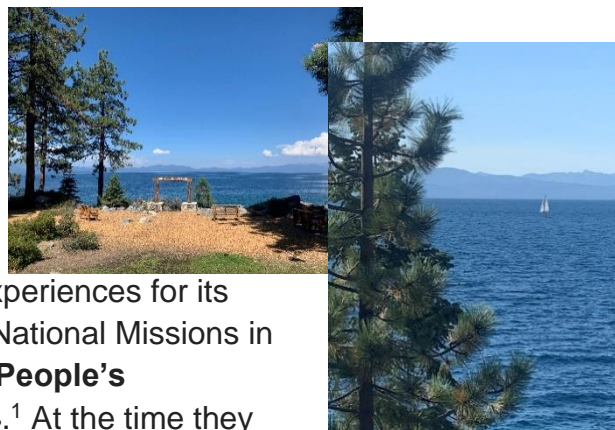 xperiences for its
National Missions in
People's
.¹ At the time they